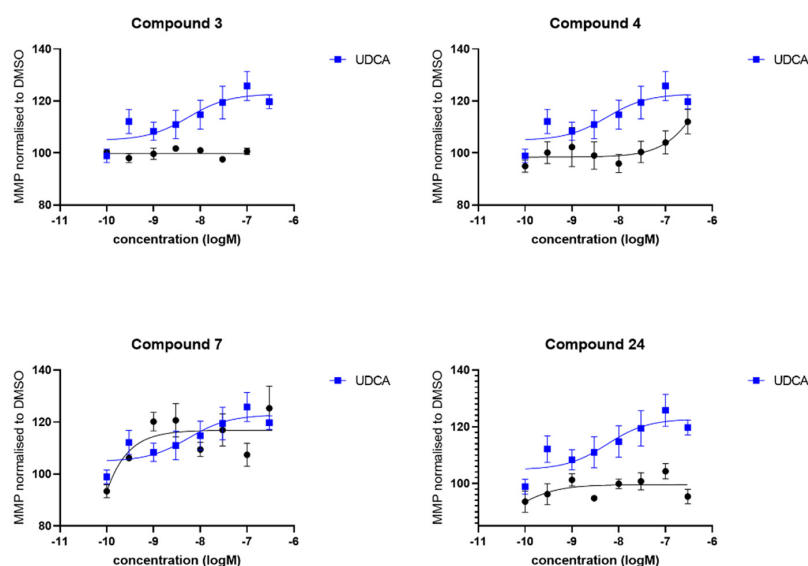 Compound 3
MMP normalised to DMSO
140
120
100
80
-11
-10
-9
-8
-7
-6
concentration (logM)
UDCA
Compound 4
MMP normalised to DMSO
140
120
100
80
-11
-10
-9
-8
-7
-6
concentration (logM)
UDCA
Compound 7
MMP normalised to DMSO
140
120
100
80
-11
-10
-9
-8
-7
-6
concentration (logM)
UDCA
Compound 24
MMP normalised to DMSO
140
120
100
-11
-10
-9
-8
-7
-6
concentration (logM)
UDCA